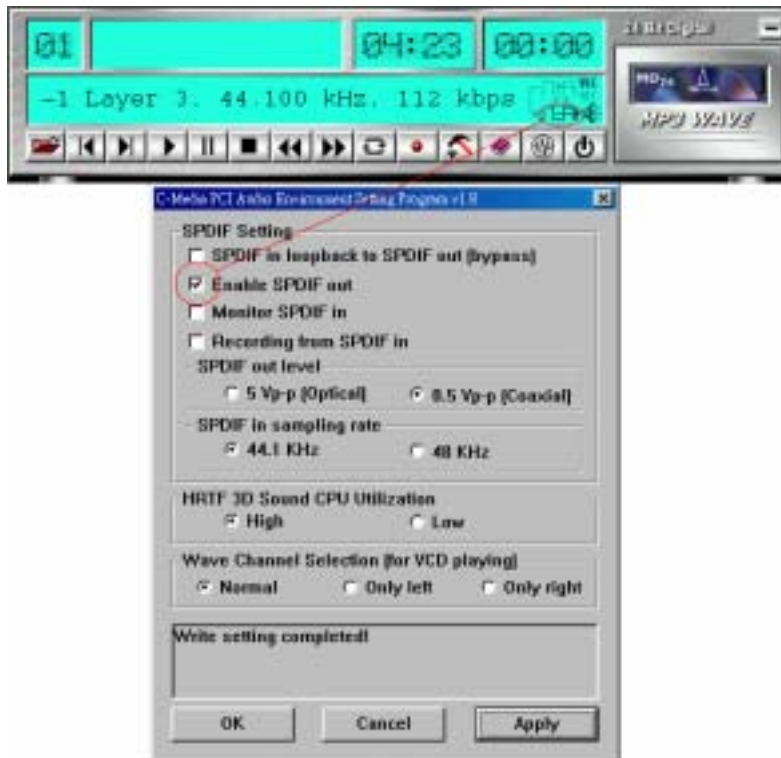 01 04:23 00:00
-1 Layer 3. 44.100 kHz. 112 kbps
MP3 WAVE
C-Media PCI Audio Environment Setting Program v1.0
SPDIF Setting
SPDIF in loopback to SPDIF out (bypass)
Enable SPDIF out
Monitor SPDIF in
Recording from SPDIF in
SPDIF out level
5 Vp-p (Optical) 0.5 Vp-p (Coaxial)
SPDIF in sampling rate
44.1 KHz 48 KHz
HRTF 3D Sound CPU Utilization
High Low
Wave Channel Selection (for VCD playing)
Normal Only left Only right
Write setting completed!
OK Cancel Apply